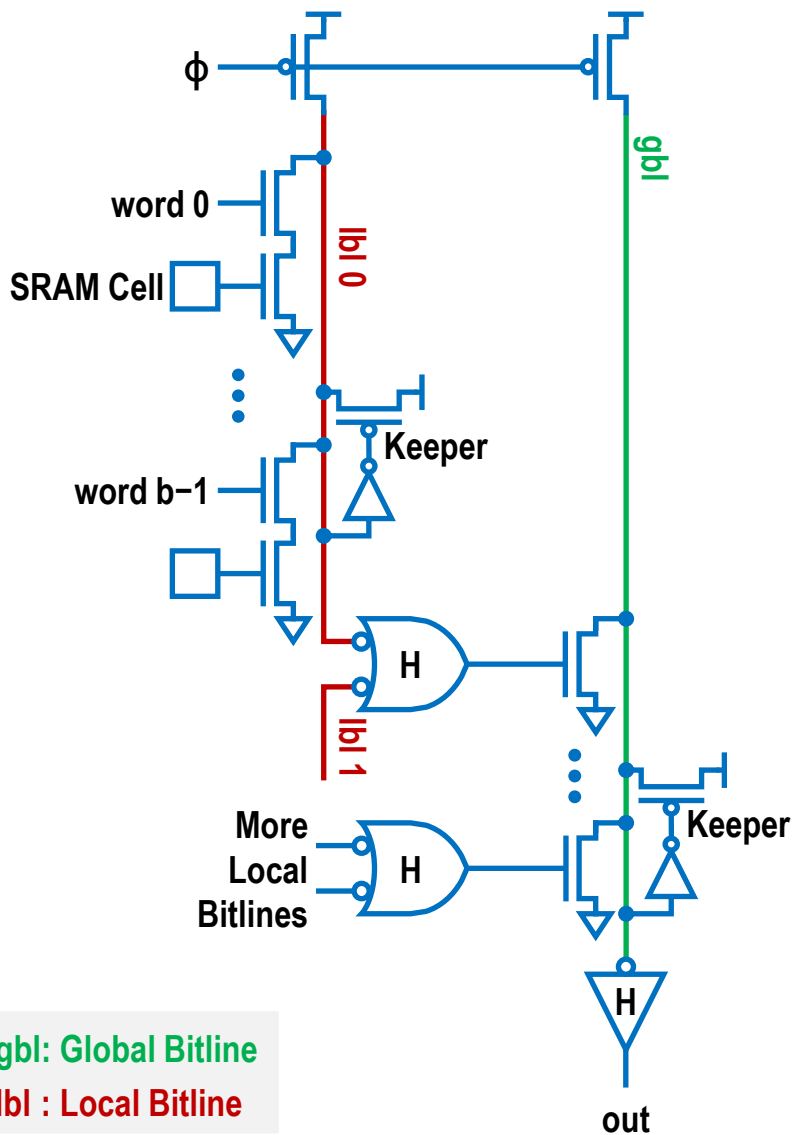 ϕ
gbl
word 0
lbl 0
SRAM Cell
Keeper
word b−1
H
lbl 1
Keeper
More
Local
Bitlines
H
H
gbl: Global Bitline
lbl : Local Bitline
out